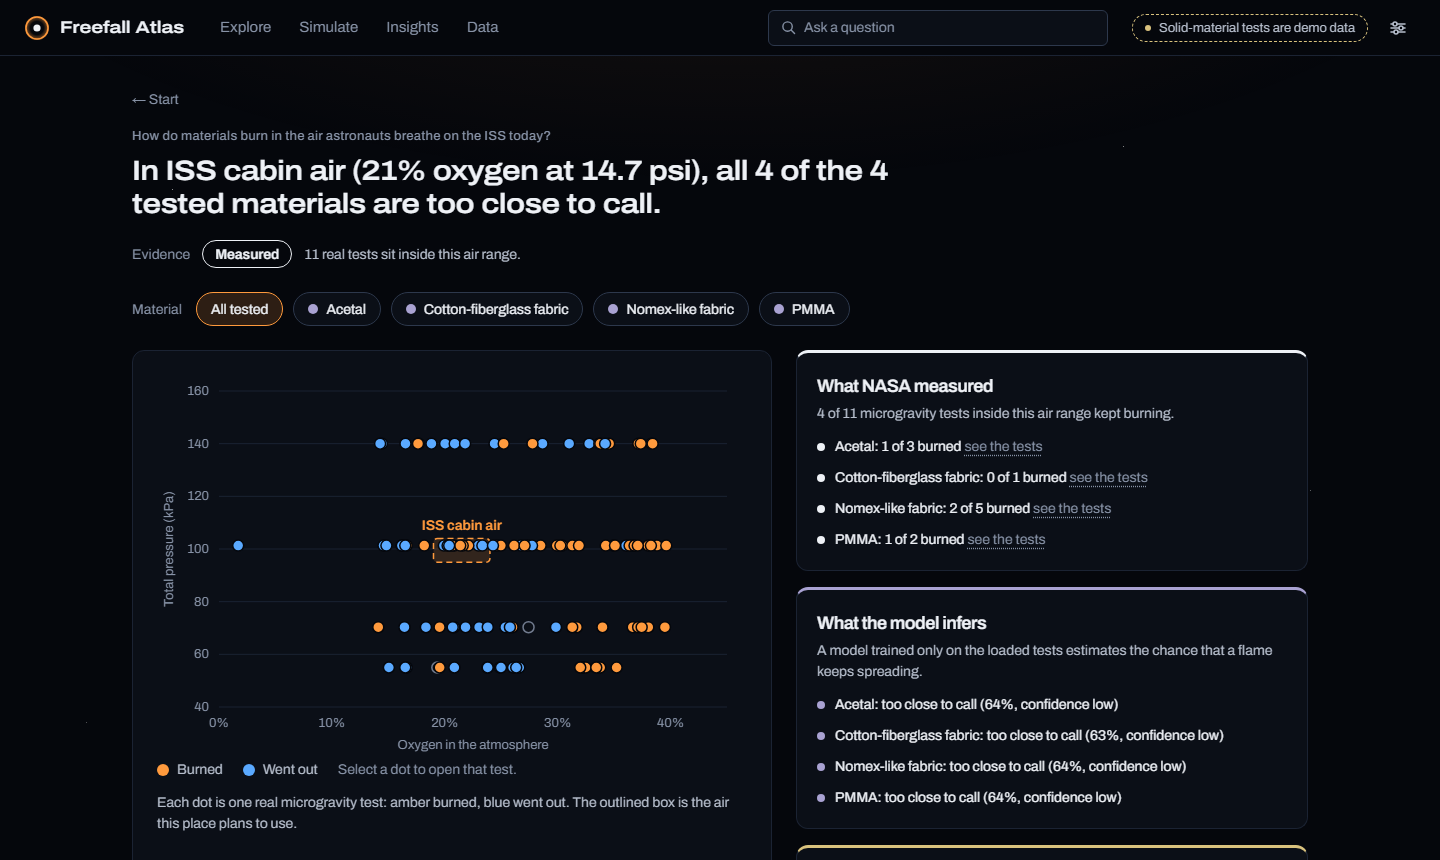 Freefall Atlas
Explore
Simulate
Insights
Data
Ask a question
Solid-material tests are demo data
← Start
How do materials burn in the air astronauts breathe on the ISS today?
In ISS cabin air (21% oxygen at 14.7 psi), all 4 of the 4
tested materials are too close to call.
Evidence
Measured
11 real tests sit inside this air range.
Material
All tested
Acetal
Cotton-fiberglass fabric
Nomex-like fabric
PMMA
160
140
120
100
80
60
40
Total pressure (kPa)
ISS cabin air
0%
10%
20%
30%
40%
Oxygen in the atmosphere
Burned
Went out
Select a dot to open that test.
Each dot is one real microgravity test: amber burned, blue went out. The outlined box is the air
this place plans to use.
What NASA measured
4 of 11 microgravity tests inside this air range kept burning.
Acetal: 1 of 3 burned see the tests
Cotton-fiberglass fabric: 0 of 1 burned see the tests
Nomex-like fabric: 2 of 5 burned see the tests
PMMA: 1 of 2 burned see the tests
What the model infers
A model trained only on the loaded tests estimates the chance that a flame
keeps spreading.
Acetal: too close to call (64%, confidence low)
Cotton-fiberglass fabric: too close to call (63%, confidence low)
Nomex-like fabric: too close to call (64%, confidence low)
PMMA: too close to call (64%, confidence low)